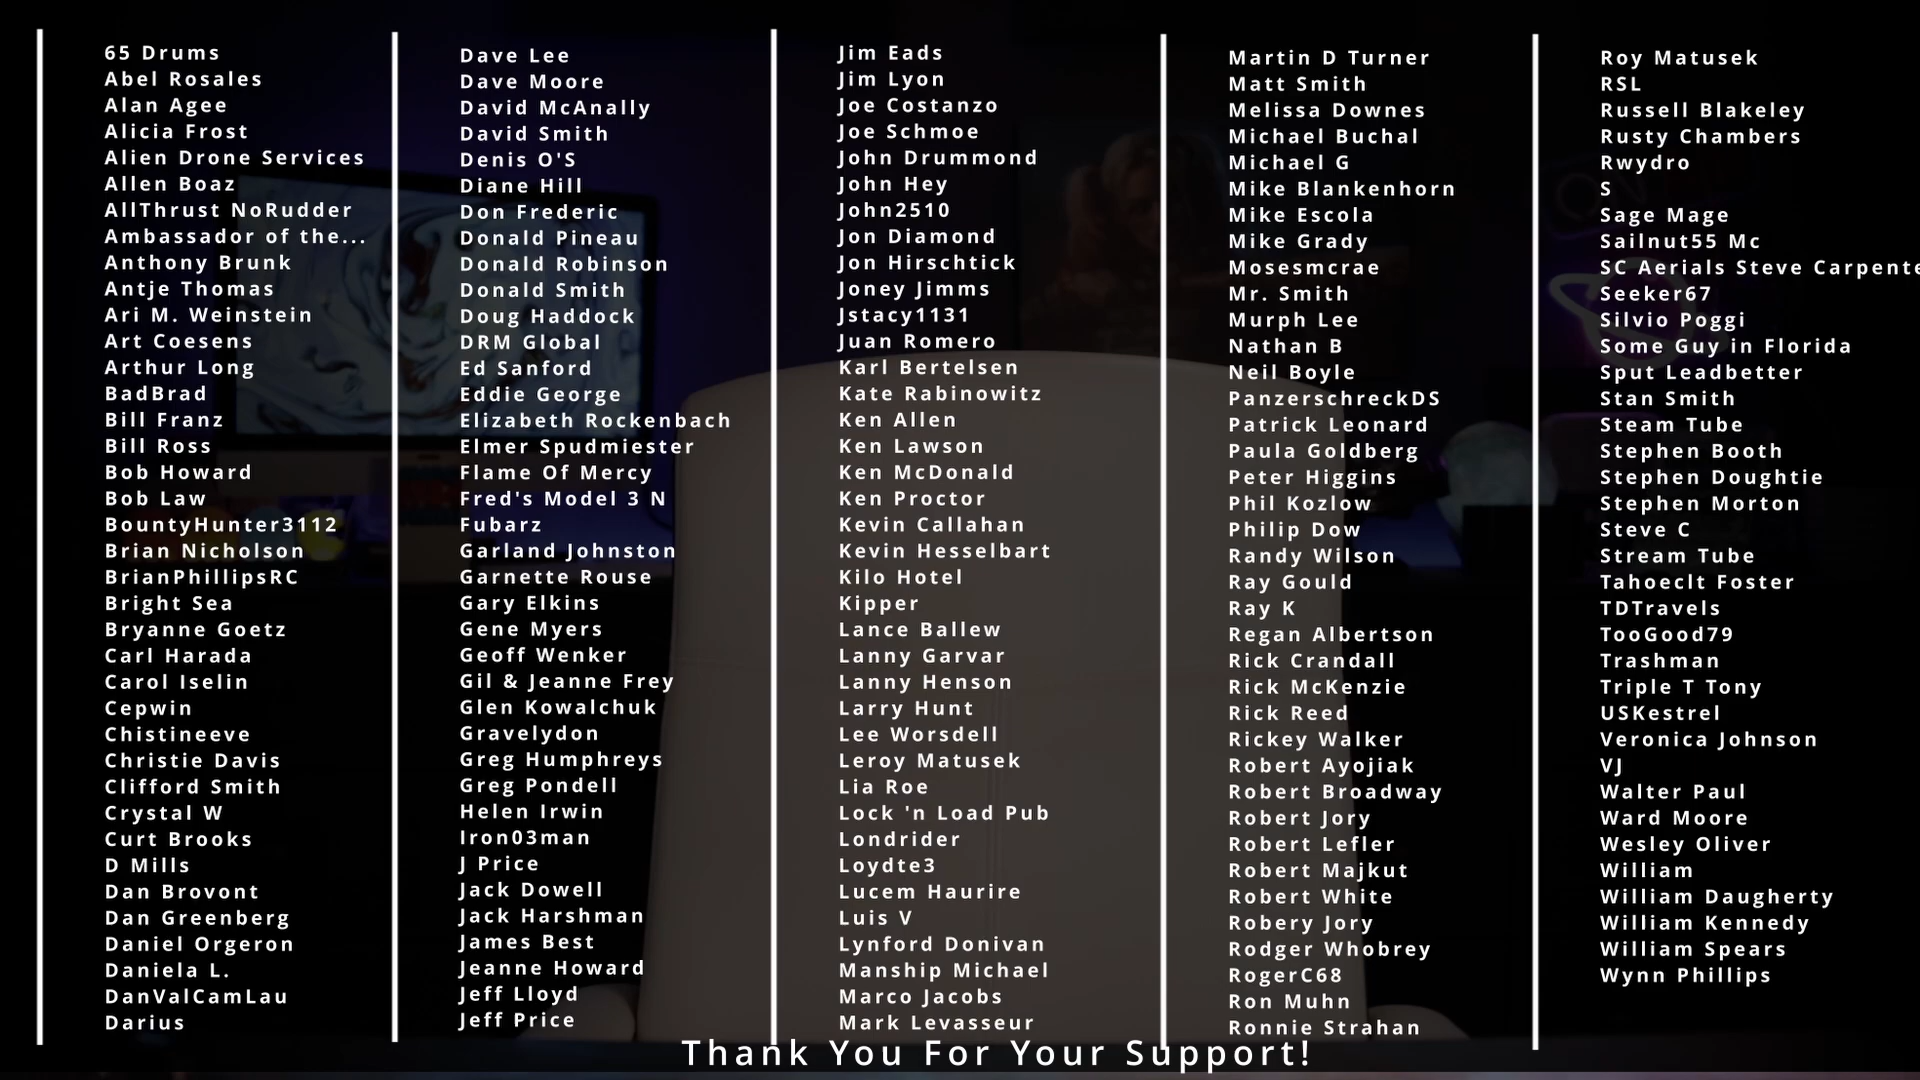 65 Drums
Abel Rosales
Alan Agee
Alicia Frost
Alien Drone Services
Allen Boaz
AllThrust NoRudder
Ambassador of the...
Anthony Brunk
Antje Thomas
Ari M. Weinstein
Art Coesens
Arthur Long
BadBrad
Bill Franz
Bill Ross
Bob Howard
Bob Law
BountyHunter3112
Brian Nicholson
BrianPhillipsRC
Bright Sea
Bryanne Goetz
Carl Harada
Carol Iselin
Cepwin
Chistineeve
Christie Davis
Clifford Smith
Crystal W
Curt Brooks
D Mills
Dan Brovont
Dan Greenberg
Daniel Orgeron
Daniela L.
DanValCamLau
Darius
Dave Lee
Dave Moore
David McAnally
David Smith
Denis O'S
Diane Hill
Don Frederic
Donald Pineau
Donald Robinson
Donald Smith
Doug Haddock
DRM Global
Ed Sanford
Eddie George
Elizabeth Rockenbach
Elmer Spudmiester
Flame Of Mercy
Fred's Model 3 N
Fubarz
Garland Johnston
Garnette Rouse
Gary Elkins
Gene Myers
Geoff Wenker
Gil & Jeanne Frey
Glen Kowalchuk
Gravelydon
Greg Humphreys
Greg Pondell
Helen Irwin
Iron03man
J Price
Jack Dowell
Jack Harshman
James Best
Jeanne Howard
Jeff Lloyd
Jeff Price
Jim Eads
Jim Lyon
Joe Costanzo
Joe Schmoe
John Drummond
John Hey
John2510
Jon Diamond
Jon Hirschtick
Joney Jimms
Jstacy1131
Juan Romero
Karl Bertelsen
Kate Rabinowitz
Ken Allen
Ken Lawson
Ken McDonald
Ken Proctor
Kevin Callahan
Kevin Hesselbart
Kilo Hotel
Kipper
Lance Ballew
Lanny Garvar
Lanny Henson
Larry Hunt
Lee Worsdell
Leroy Matusek
Lia Roe
Lock 'n Load Pub
Londrider
Loydte3
Lucem Haurire
Luis V
Lynford Donivan
Manship Michael
Marco Jacobs
Mark Levasseur
Martin D Turner
Matt Smith
Melissa Downes
Michael Buchal
Michael G
Mike Blankenhorn
Mike Escola
Mike Grady
Mosesmcrae
Mr. Smith
Murph Lee
Nathan B
Neil Boyle
PanzerschreckDS
Patrick Leonard
Paula Goldberg
Peter Higgins
Phil Kozlow
Philip Dow
Randy Wilson
Ray Gould
Ray K
Regan Albertson
Rick Crandall
Rick McKenzie
Rick Reed
Rickey Walker
Robert Ayojiak
Robert Broadway
Robert Jory
Robert Lefler
Robert Majkut
Robert White
Robery Jory
Rodger Whobrey
RogerC68
Ron Muhn
Ronnie Strahan
Roy Matusek
RSL
Russell Blakeley
Rusty Chambers
Rwydro
S
Sage Mage
Sailnut55 Mc
SC Aerials Steve Carpente
Seeker67
Silvio Poggi
Some Guy in Florida
Sput Leadbetter
Stan Smith
Steam Tube
Stephen Booth
Stephen Doughtie
Stephen Morton
Steve C
Stream Tube
Tahoeclt Foster
TDTravels
TooGood79
Trashman
Triple T Tony
USKestrel
Veronica Johnson
VJ
Walter Paul
Ward Moore
Wesley Oliver
William
William Daugherty
William Kennedy
William Spears
Wynn Phillips
Thank You For Your Support!